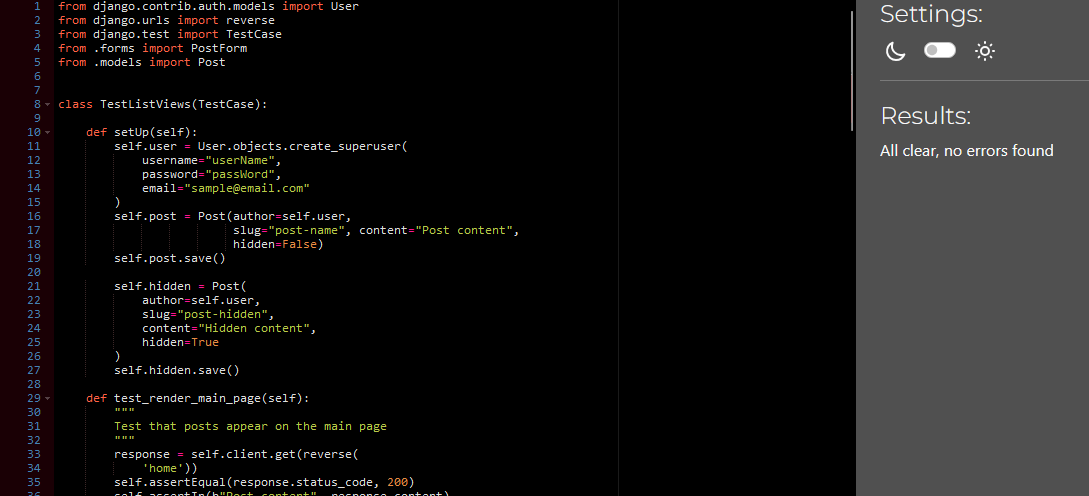 1 from django.contrib.auth.models import User
2 from django.urls import reverse
3 from django.test import TestCase
4 from .forms import PostForm
5 from .models import Post
6
7
8 class TestListViews(TestCase):
9
10     def setUp(self):
11         self.user = User.objects.create_superuser(
12             username="userName",
13             password="passWord",
14             email="sample@email.com"
15         )
16         self.post = Post(author=self.user,
17                          slug="post-name", content="Post content",
18                          hidden=False)
19         self.post.save()
20
21         self.hidden = Post(
22             author=self.user,
23             slug="post-hidden",
24             content="Hidden content",
25             hidden=True
26         )
27         self.hidden.save()
28
29     def test_render_main_page(self):
30         """
31         Test that posts appear on the main page
32         """
33         response = self.client.get(reverse(
34             'home'))
35         self.assertEqual(response.status_code, 200)
36         self.assertIn(b"Post content", response.content)
Settings:
Results:
All clear, no errors found